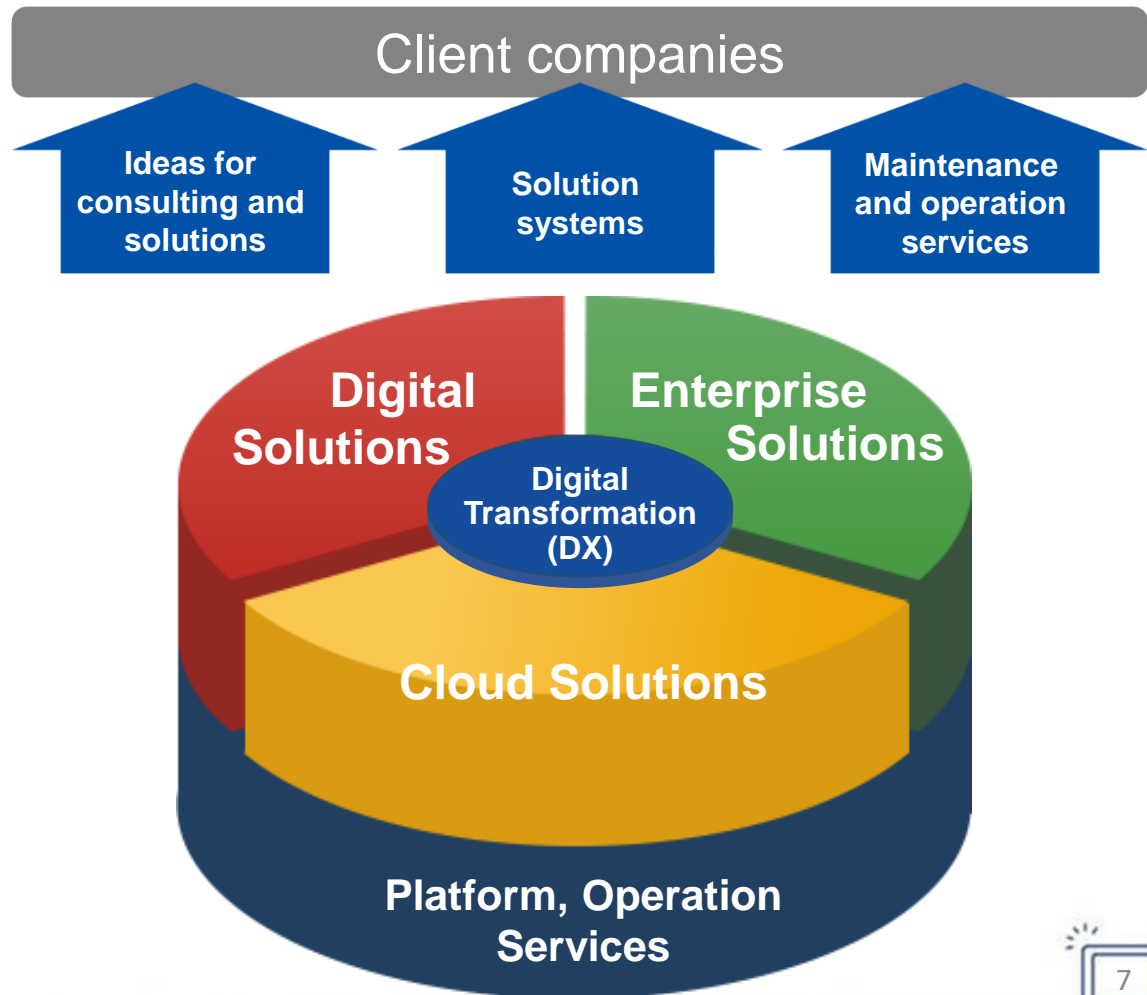 Client companies
Ideas for
consulting and
solutions
Solution
systems
Maintenance
and operation
services
Digital
Solutions
Enterprise
Solutions
Digital
Transformation
(DX)
Cloud Solutions
Platform, Operation
Services
7